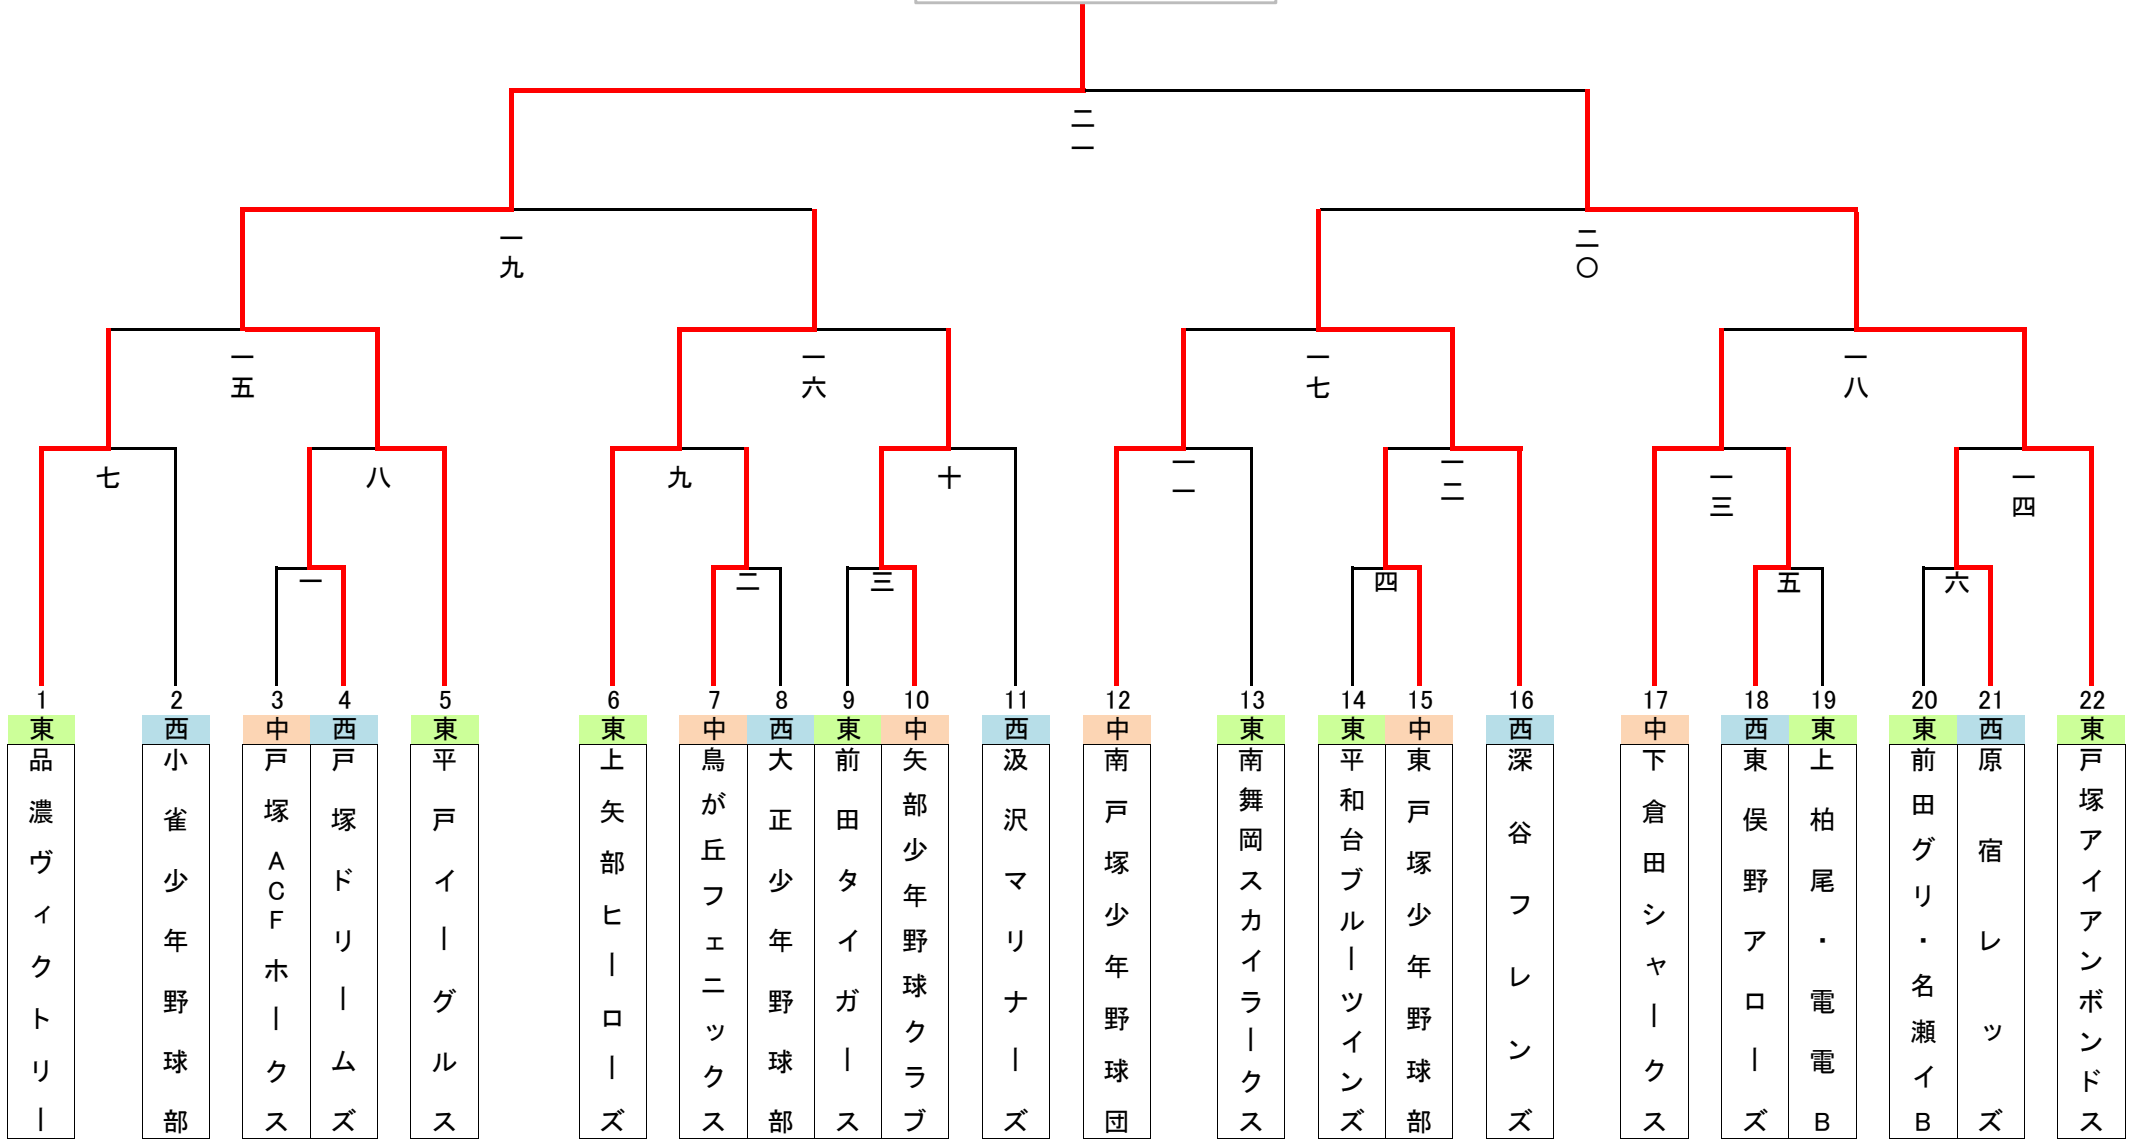 二一
一九
二〇
一五
一六
一七
一八
七
八
九
十
一一
一二
一三
一四
一
二
三
四
五
六
1
2
3
4
5
6
7
8
9
10
11
12
13
14
15
16
17
18
19
20
21
22
東
西
中
西
東
東
中
西
東
中
西
中
東
東
中
西
中
西
東
東
西
東
品濃ヴィクトリー
小雀少年野球部
戸塚ACFホークス
戸塚ドリームズ
平戸イーグルス
上矢部ヒーローズ
鳥が丘フェニックス
大正少年野球部
前田タイガース
矢部少年野球クラブ
汲沢マリナーズ
南戸塚少年野球団
南舞岡スカイラークス
平和台ブルーツインズ
東戸塚少年野球部
深谷フレンズ
下倉田シャークス
東俣野アローズ
上柏尾・電電B
前田グリ・名瀬イB
原宿レッズ
戸塚アイアンボンドス